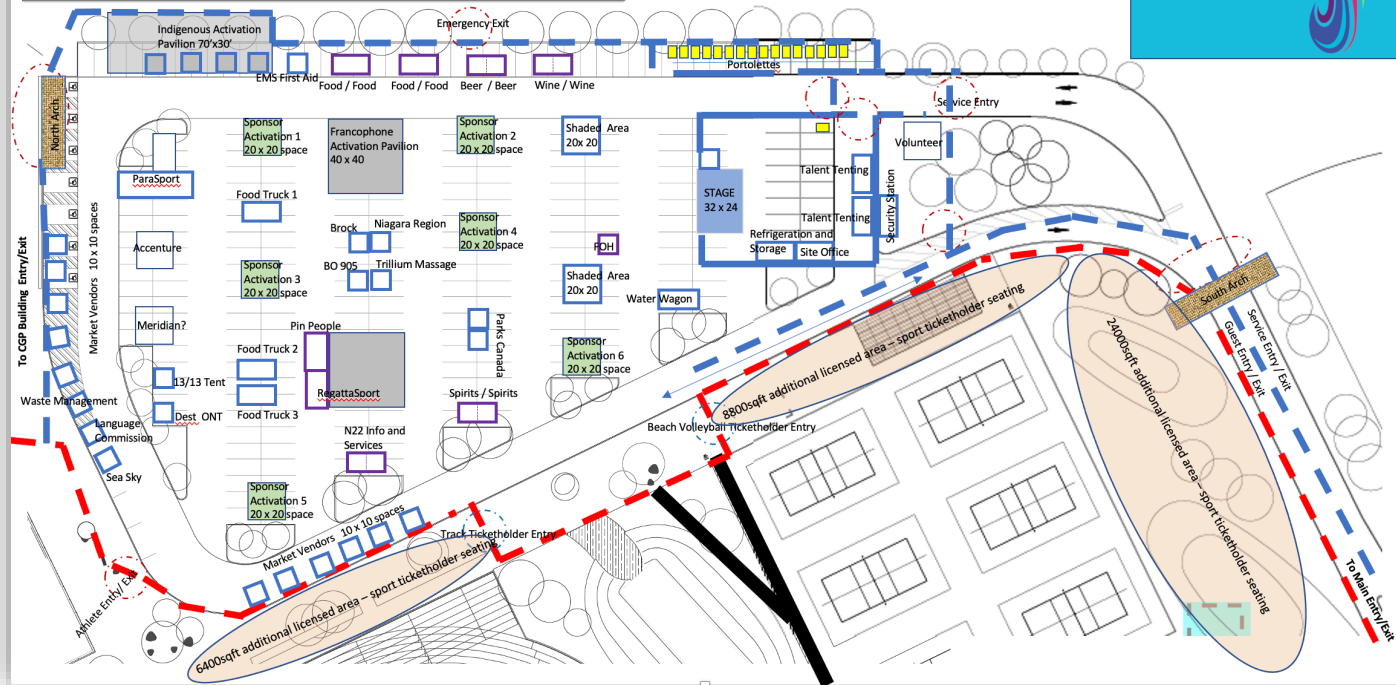 Emergency Exit
Indigenous Activation
Pavilion 70'x30'
EMS First Aid
Food / Food
Food / Food
Beer / Beer
Wine / Wine
Portolettes
Service Entry
North Arch
Sponsor
Activation 1
20 x 20 space
Francophone
Activation Pavilion
40 x 40
Sponsor
Activation 2
20 x 20 space
Shaded Area
20x 20
Volunteer
Talent Tenting
ParaSport
STAGE
32 x 24
Food Truck 1
Security Station
Talent Tenting
Market Vendors 10 x 10 spaces
Brock
Niagara Region
Sponsor
Activation 4
20 x 20 space
FOH
Refrigeration and
Storage
Site Office
Accenture
BO 905
Trillium Massage
Sponsor
Activation 3
20 x 20 space
Shaded Area
20 x 20
Water Wagon
South Arch
To CGP Building Entry/Exit
Meridian?
Pin People
Parks Canada
Food Truck 2
Sponsor
Activation 6
20 x 20 space
8800sqft additional licensed area – sport ticketholder seating
24000sqft additional licensed area – sport ticketholder seating
Guest Entry / Exit
Service Entry / Exit
13/13 Tent
RegattaSport
Spirits / Spirits
Waste Management
Food Truck 3
Dest ONT
Language
Commission
N22 Info and
Services
Beach Volleyball Ticketholder Entry
Sea Sky
Sponsor
Activation 5
20 x 20 space
Market Vendors 10 x 10 spaces
Track Ticketholder Entry
Athlete Entry/ Exit
6400sqft additional licensed area – sport ticketholder seating
To Main Entry/Exit